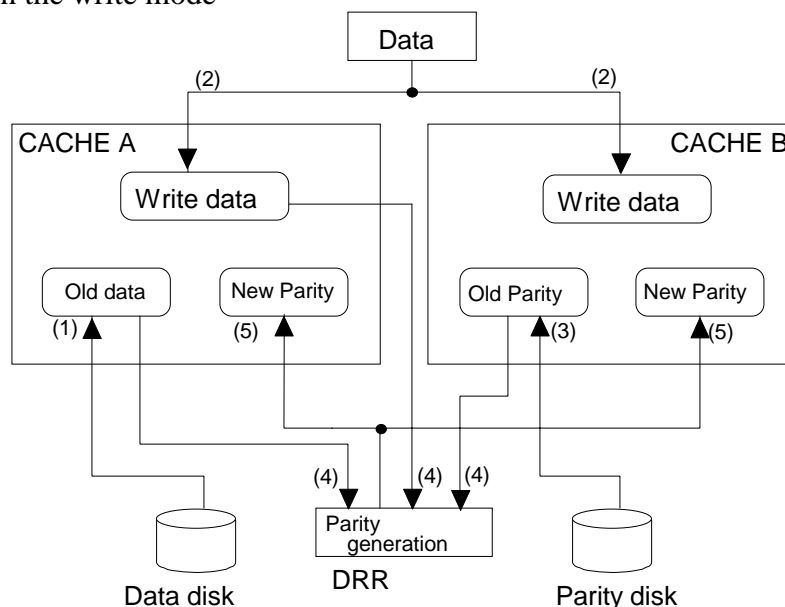 n the write mode
Data
(2)
(2)
CACHE A
CACHE B
Write data
Write data
Old data
New Parity
Old Parity
New Parity
(1)
(5)
(3)
(5)
(4)
(4)
(4)
Parity
generation
DRR
Data disk
Parity disk